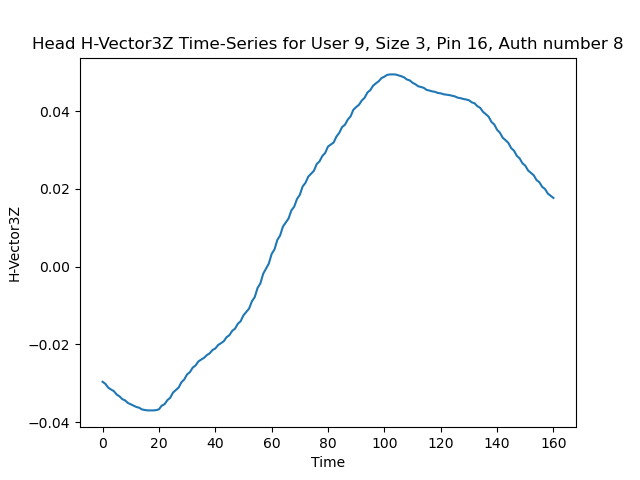 Head H-Vector3Z Time-Series for User 9, Size 3, Pin 16, Auth number 8
H-Vector3Z
0.04
0.02
0.00
−0.02
−0.04
0 20 40 60 80 100 120 140 160
Time